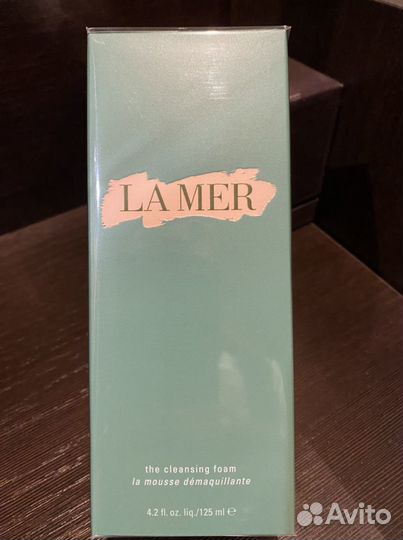 LA MER
the cleansing foam
la mousse démaquillante
4.2 fl. oz. liq./125 ml ℮
Avito